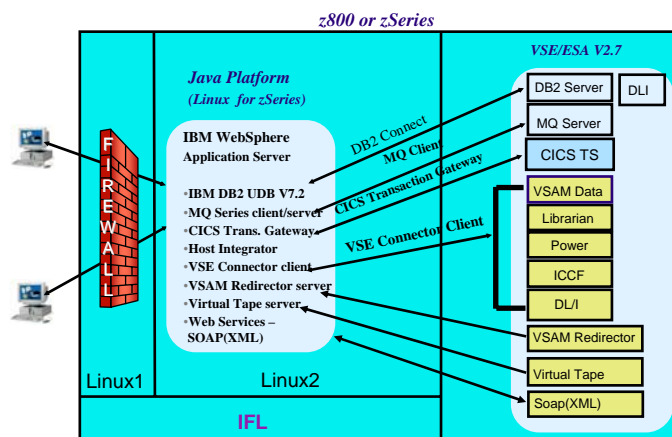 z800 or zSeries
VSE/ESA V2.7
Java Platform
(Linux for zSeries)
IBM WebSphere
Application Server
•IBM DB2 UDB V7.2
•MQ Series client/server
•CICS Trans. Gateway
•Host Integrator
•VSE Connector client
•VSAM Redirector server
•Virtual Tape server
•Web Services –
SOAP(XML)
FIREWALL
DB2 Connect
MQ Client
CICS Transaction Gateway
VSE Connector Client
DB2 Server
DLI
MQ Server
CICS TS
VSAM Data
Librarian
Power
ICCF
DL/I
VSAM Redirector
Virtual Tape
Soap(XML)
Linux1
Linux2
IFL